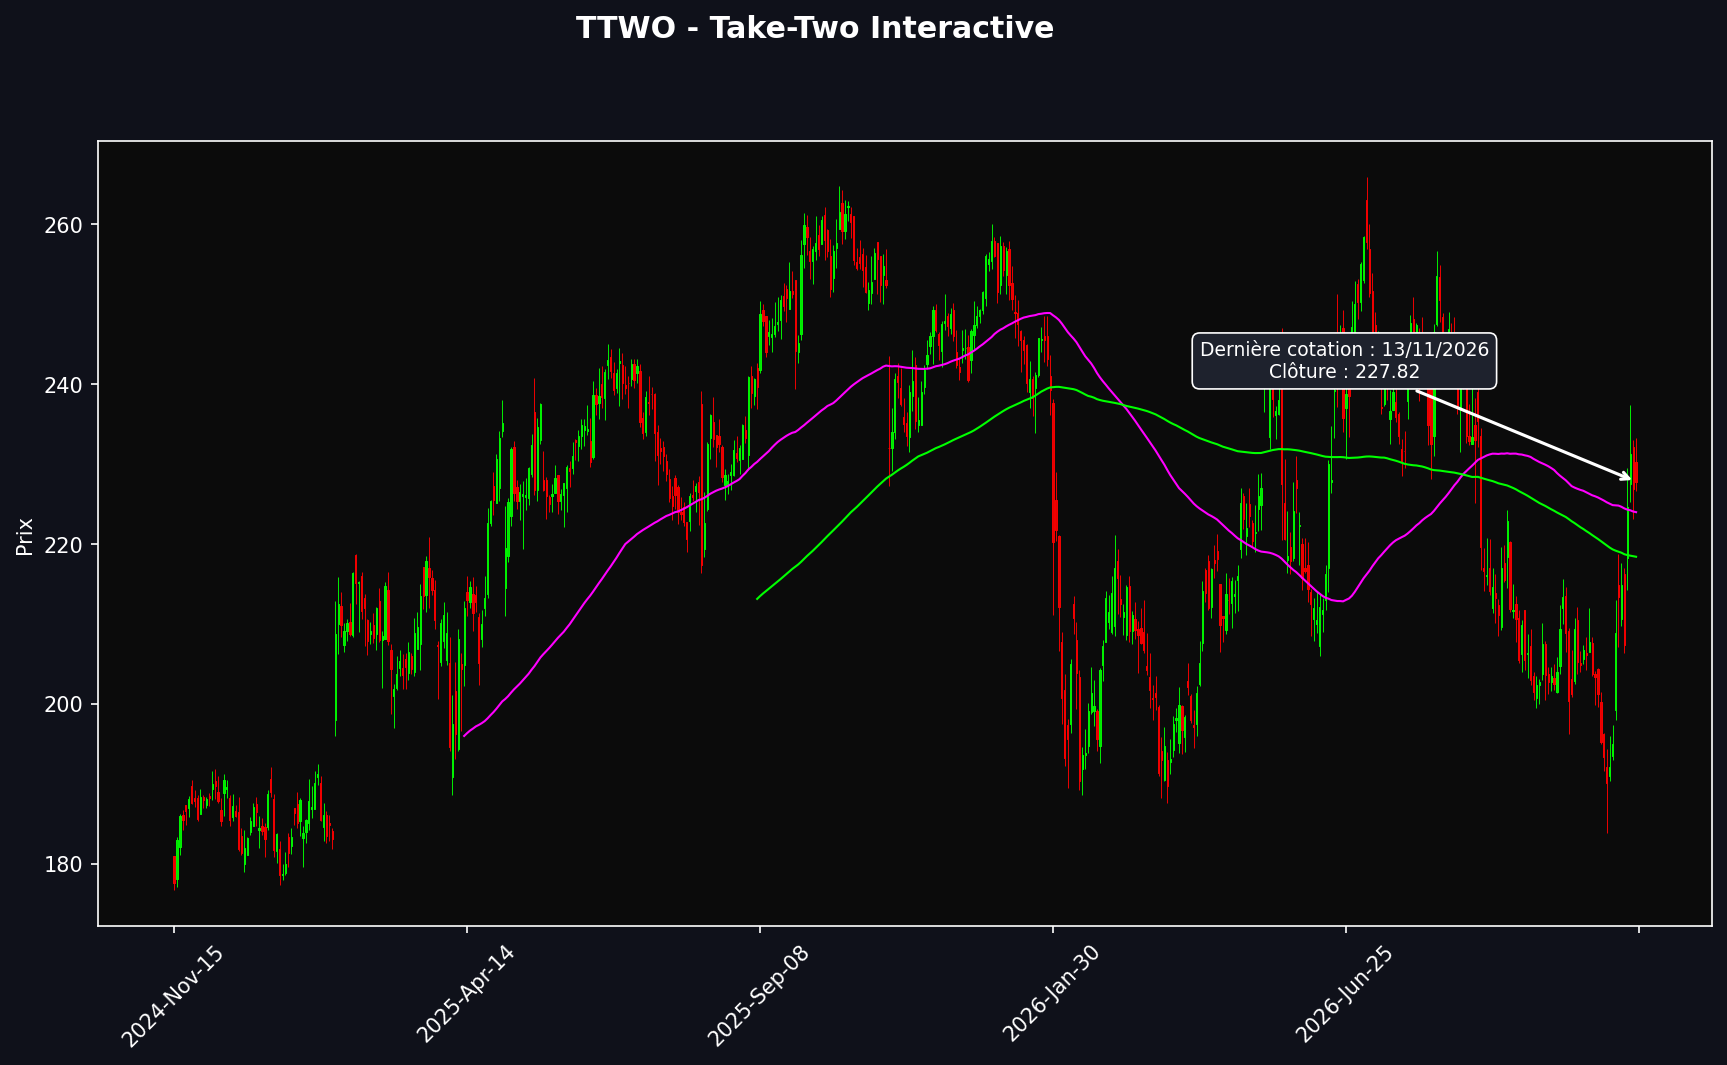 TTWO - Take-Two Interactive
Prix
260
240
220
200
180
Dernière cotation : 13/11/2026
Clôture : 227.82
2024-Nov-15
2025-Apr-14
2025-Sep-08
2026-Jan-30
2026-Jun-25